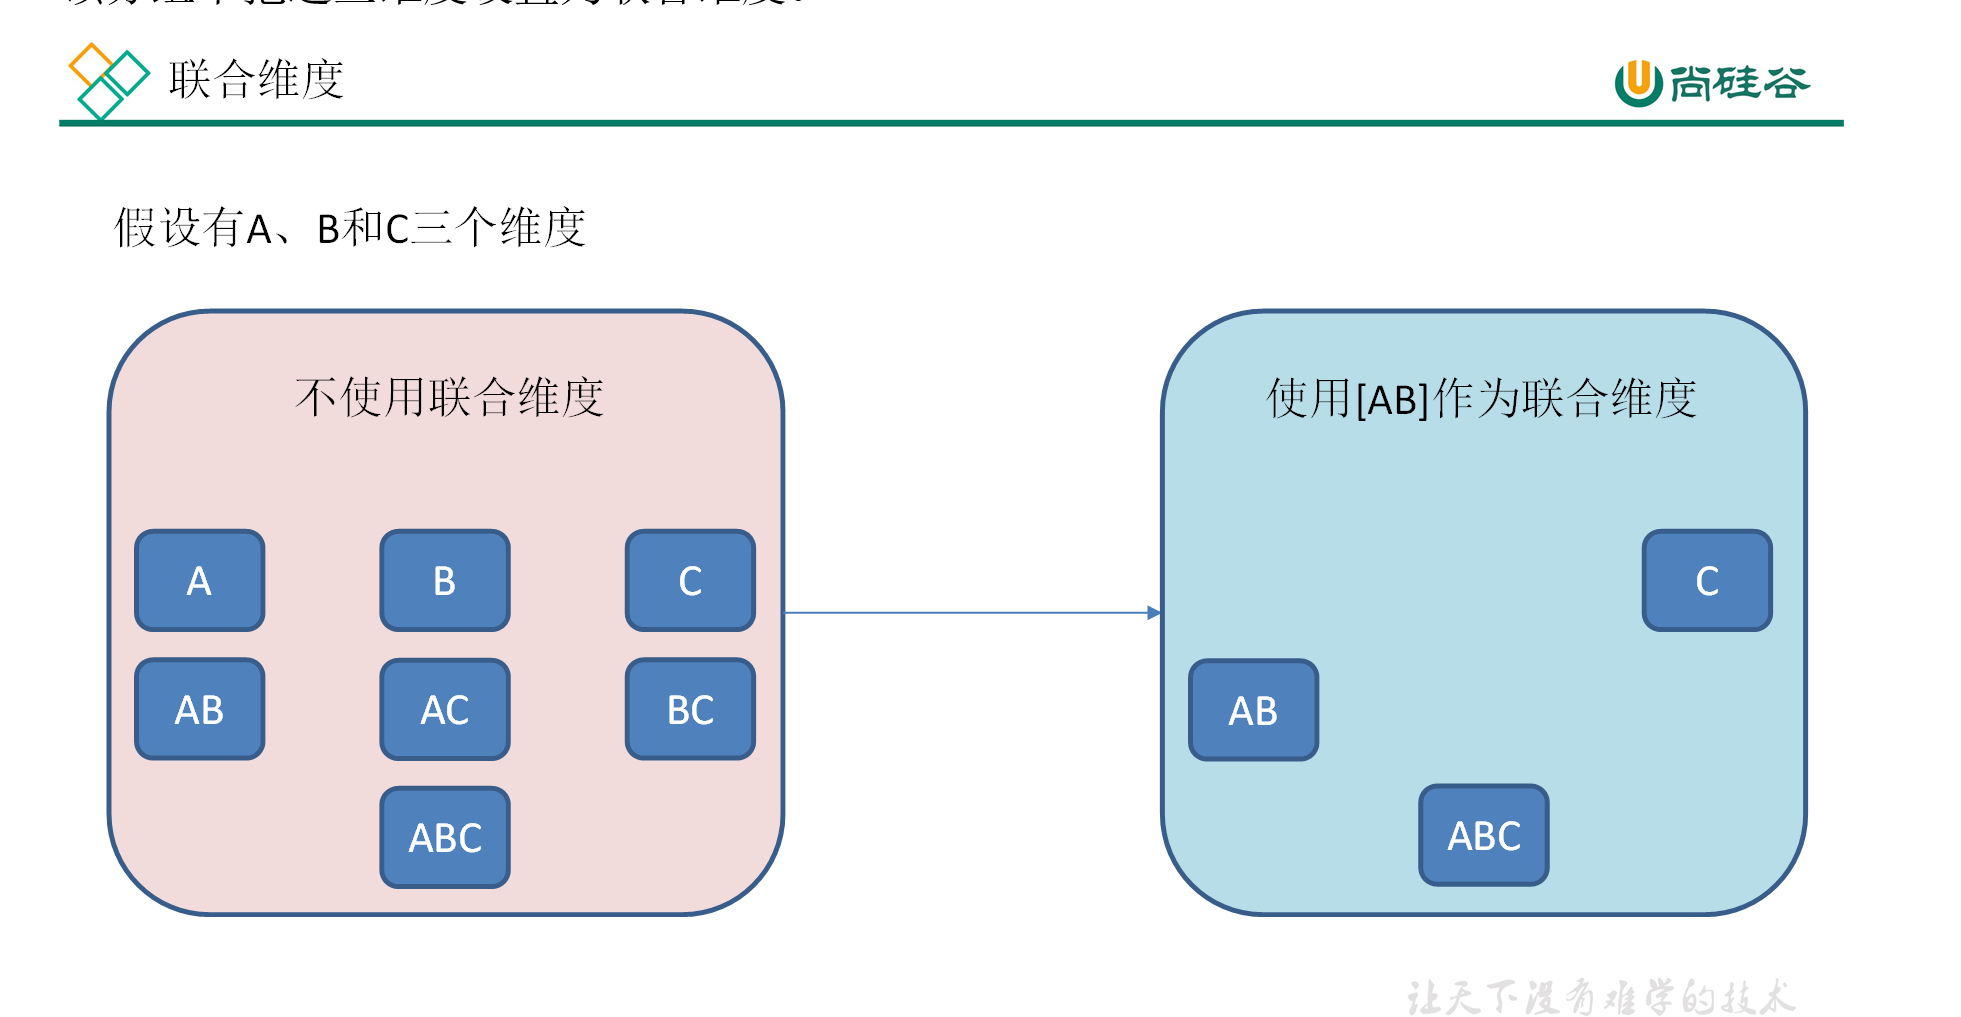 联合维度
尚硅谷
假设有A、B和C三个维度
不使用联合维度
使用[AB]作为联合维度
A
B
C
C
AB
AC
BC
AB
ABC
ABC
让天下没有难学的技术